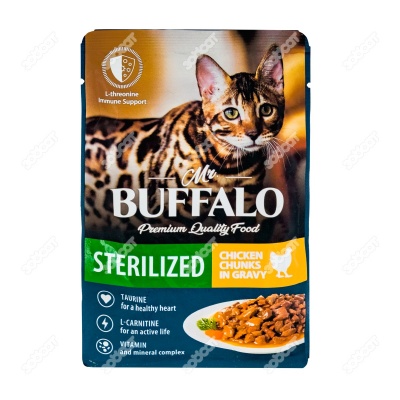 L-threonine
Immune Support
Mr
BUFFALO
Premium Quality Food
STERILIZED
CHICKEN
CHUNKS
IN GRAVY
TAURINE
for a healthy heart
L-CARNITINE
for an active life
VITAMIN
and mineral complex